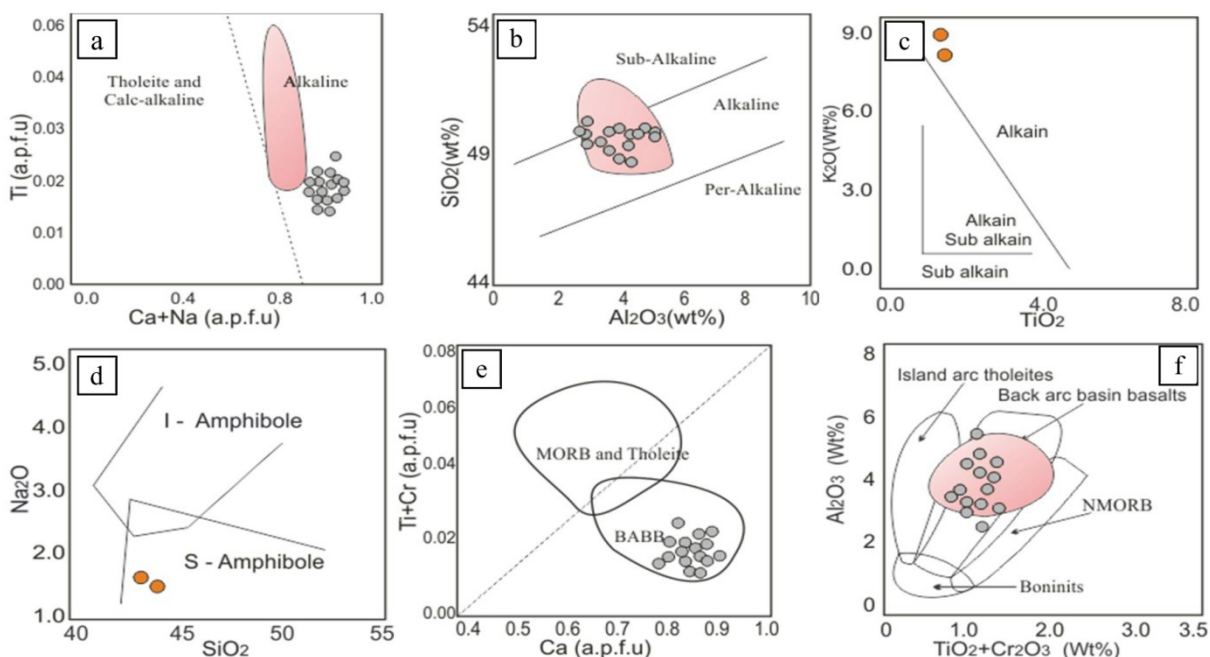 a
0.06
0.05
0.04
0.03
0.02
0.01
0.00
Ti (a.p.f.u)
Tholeite and
Calc-alkaline
Alkaline
0.0
0.4
0.8
1.0
Ca+Na (a.p.f.u)
b
54
49
44
SiO2(wt%)
Sub-Alkaline
Alkaline
Per-Alkaline
0
2
4
6
8
10
Al2O3(wt%)
c
9.0
6.0
3.0
0.0
K2O(Wt%)
Alkain
Alkain
Sub alkain
Sub alkain
0.0
4.0
8.0
TiO2
d
5.0
4.0
3.0
2.0
1.0
Na2O
I - Amphibole
S - Amphibole
40
45
50
55
SiO2
e
0.08
0.06
0.04
0.02
0.00
Ti+Cr (a.p.f.u)
MORB and Tholeite
BABB
0.4
0.5
0.6
0.7
0.8
0.9
1.0
Ca (a.p.f.u)
f
8
6
4
2
0
Al2O3 (Wt%)
Island arc tholeites
Back arc basin basalts
NMORB
Boninits
0
1.0
2.0
3.0
3.5
TiO2+Cr2O3 (Wt%)